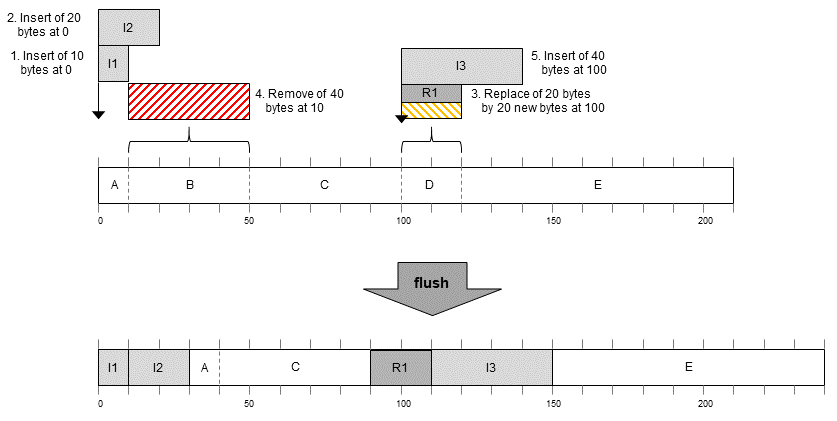 2. Insert of 20
bytes at 0
I2
1. Insert of 10
bytes at 0
I1
4. Remove of 40
bytes at 10
I3
5. Insert of 40
bytes at 100
R1
3. Replace of 20 bytes
by 20 new bytes at 100
A B C D E
0 50 100 150 200
flush
I1 I2 A C R1 I3 E
0 50 100 150 200